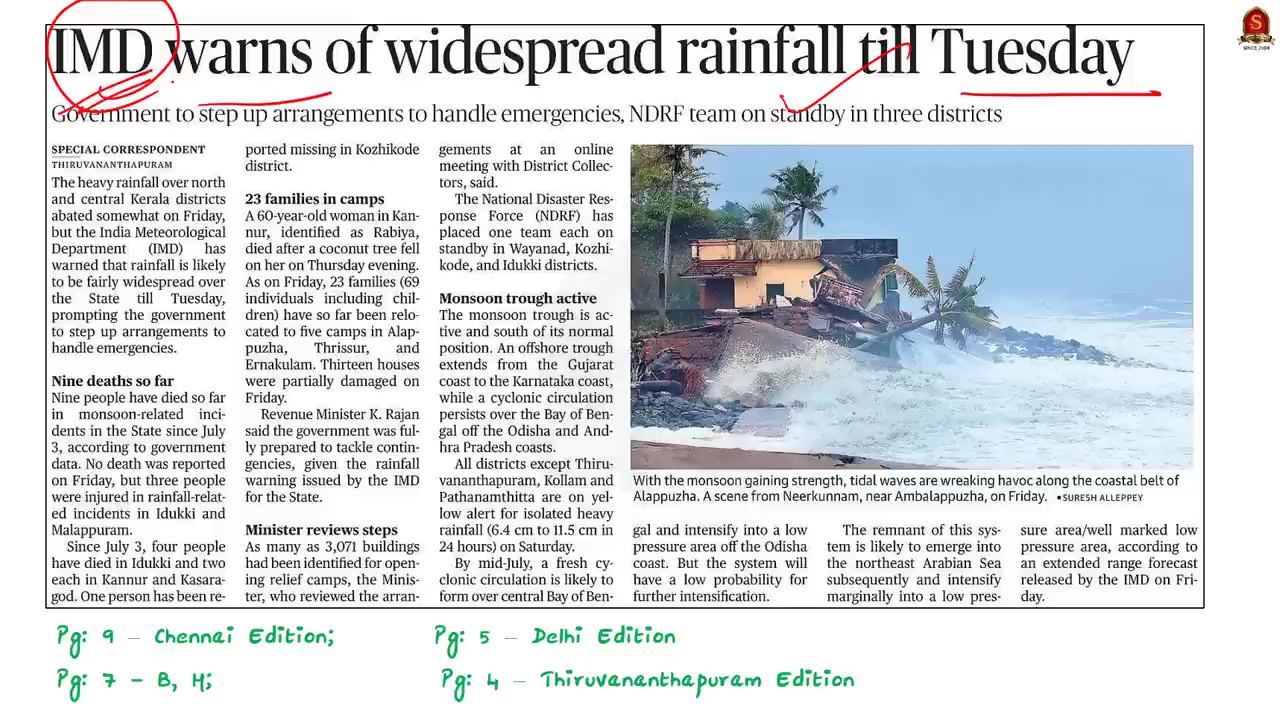 IMD warns of widespread rainfall till Tuesday
Government to step up arrangements to handle emergencies, NDRF team on standby in three districts
SPECIAL CORRESPONDENT
THIRUVANANTHAPURAM
The heavy rainfall over north
and central Kerala districts
abated somewhat on Friday,
but the India Meteorological
Department (IMD) has
warned that rainfall is likely
to be fairly widespread over
the State till Tuesday,
prompting the government
to step up arrangements to
handle emergencies.
Nine deaths so far
Nine people have died so far
in monsoon-related inci-
dents in the State since July
3, according to government
data. No death was reported
on Friday, but three people
were injured in rainfall-relat-
ed incidents in Idukki and
Malappuram.
Since July 3, four people
have died in Idukki and two
each in Kannur and Kasara-
god. One person has been re-
ported missing in Kozhikode
district.
23 families in camps
A 60-year-old woman in Kan-
nur, identified as Rabiya,
died after a coconut tree fell
on her on Thursday evening.
As on Friday, 23 families (69
individuals including chil-
dren) have so far been relo-
cated to five camps in Alap-
puzha, Thrissur, and
Ernakulam. Thirteen houses
were partially damaged on
Friday.
Revenue Minister K. Rajan
said the government was ful-
ly prepared to tackle contin-
gencies, given the rainfall
warning issued by the IMD
for the State.
Minister reviews steps
As many as 3,071 buildings
had been identified for open-
ing relief camps, the Minis-
ter, who reviewed the arran-
gements at an online
meeting with District Collec-
tors, said.
The National Disaster Res-
ponse Force (NDRF) has
placed one team each on
standby in Wayanad, Kozhi-
kode, and Idukki districts.
Monsoon trough active
The monsoon trough is ac-
tive and south of its normal
position. An offshore trough
extends from the Gujarat
coast to the Karnataka coast,
while a cyclonic circulation
persists over the Bay of Ben-
gal off the Odisha and And-
hra Pradesh coasts.
All districts except Thiru-
vananthapuram, Kollam and
Pathanamthitta are on yel-
low alert for isolated heavy
rainfall (6.4 cm to 11.5 cm in
24 hours) on Saturday.
By mid-July, a fresh cy-
clonic circulation is likely to
form over central Bay of Ben-
With the monsoon gaining strength, tidal waves are wreaking havoc along the coastal belt of
Alappuzha. A scene from Neerkunnam, near Ambalappuzha, on Friday. ▪SURESH ALLEPPEY
gal and intensify into a low
pressure area off the Odisha
coast. But the system will
have a low probability for
further intensification.
The remnant of this sys-
tem is likely to emerge into
the northeast Arabian Sea
subsequently and intensify
marginally into a low pres-
sure area/well marked low
pressure area, according to
an extended range forecast
released by the IMD on Fri-
day.
S
SINCE 2004
Pg: 9 – Chennai Edition;
Pg: 5 – Delhi Edition
Pg: 7 – B, H;
Pg: 4 – Thiruvananthapuram Edition